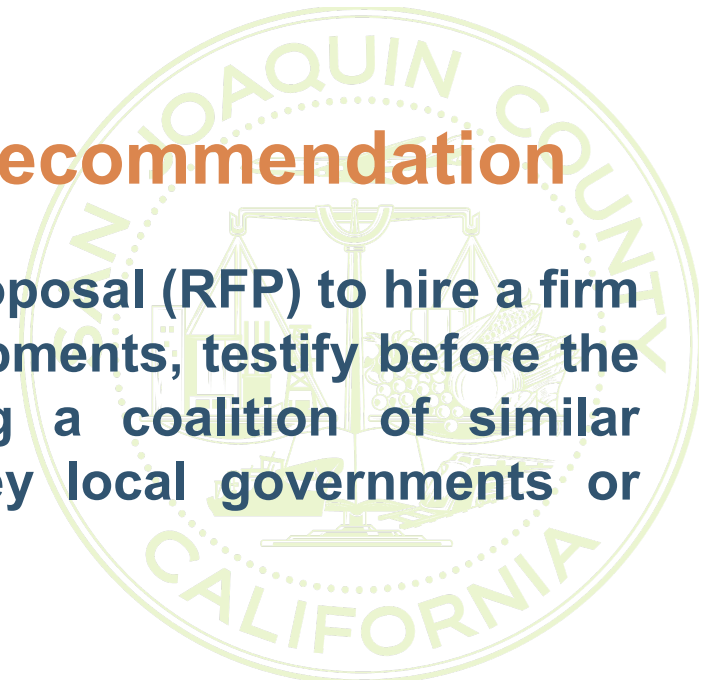 SAN JOAQUIN COUNTY
ecommendation
oposal (RFP) to hire a firm
pments, testify before the
g a coalition of similar
ey local governments or
CALIFORNIA